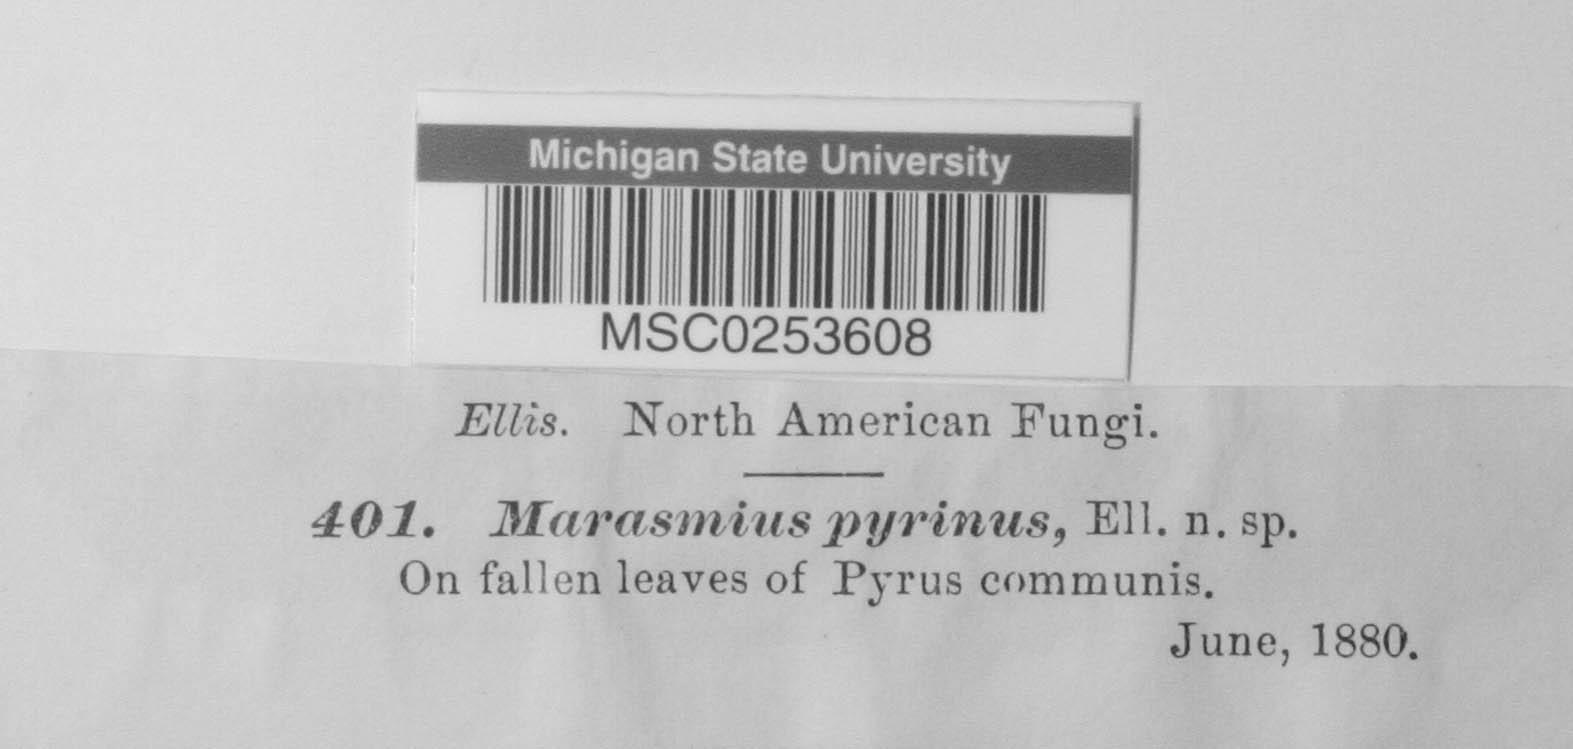 Michigan State University
MSC0253608
Ellis. North American Fungi.
401. Marasmius pyrinus, Ell. n. sp.
On fallen leaves of Pyrus communis.
June, 1880.